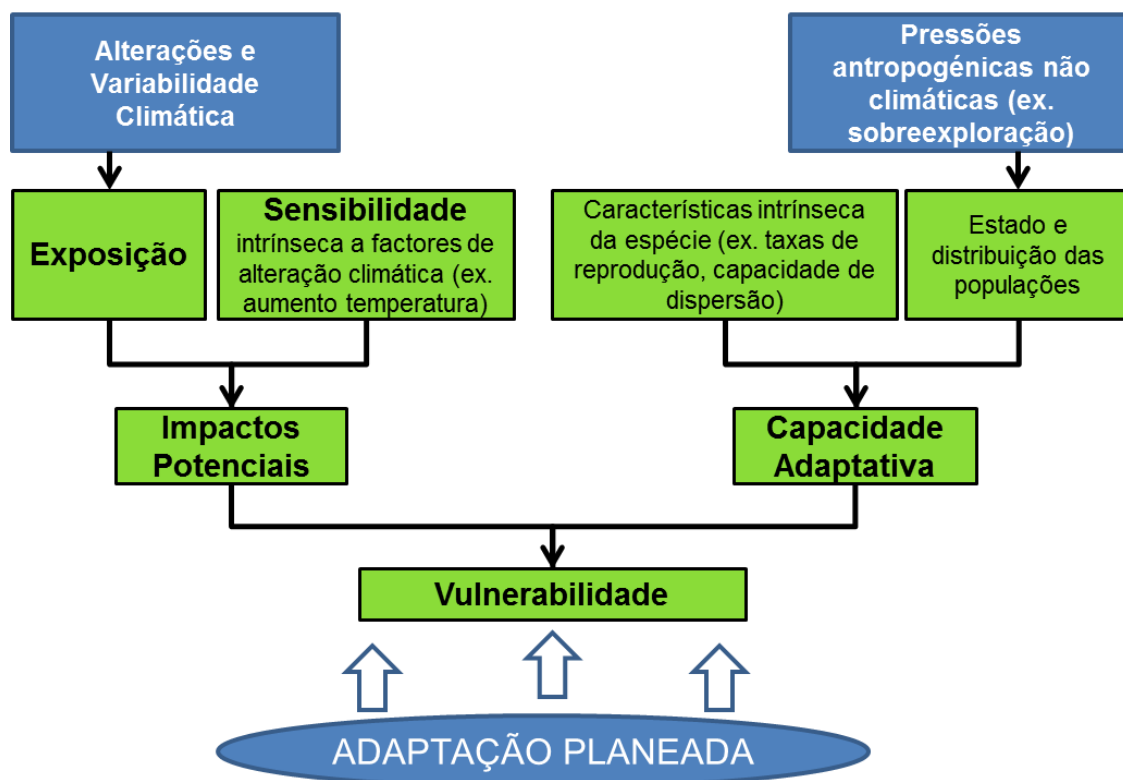 Alterações e
Variabilidade
Climática
Pressões
antropogénicas não
climáticas (ex.
sobreexploração)
Exposição
Sensibilidade
intrínseca a factores de
alteração climática (ex.
aumento temperatura)
Características intrínseca
da espécie (ex. taxas de
reprodução, capacidade de
dispersão)
Estado e
distribuição das
populações
Impactos
Potenciais
Capacidade
Adaptativa
Vulnerabilidade
ADAPTAÇÃO PLANEADA